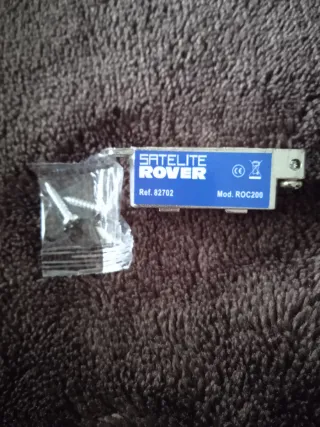 SATELITE
ROVER
Ref. 82702
Mod. ROC200